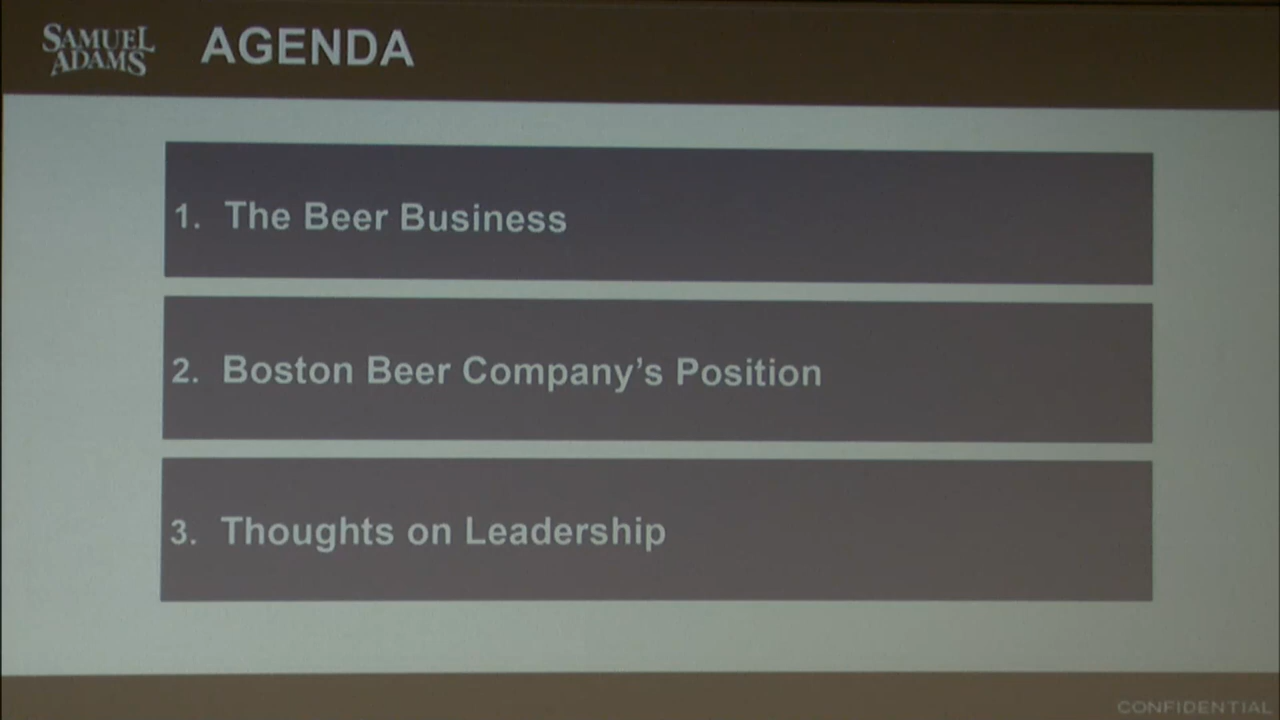 SAMUEL
ADAMS
AGENDA
1. The Beer Business
2. Boston Beer Company’s Position
3. Thoughts on Leadership
CONFIDENTIAL